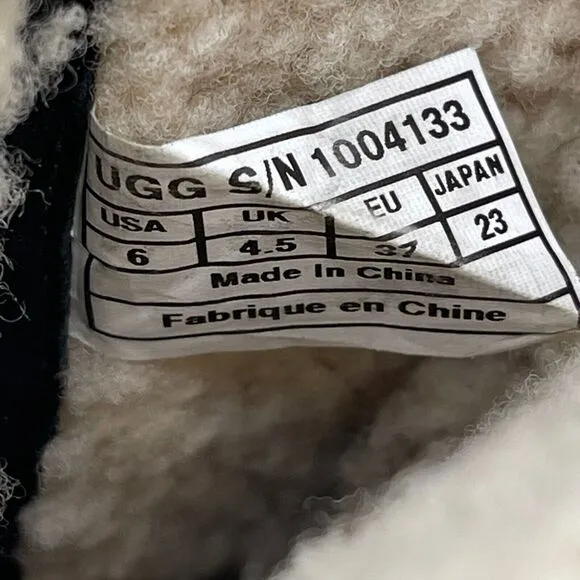 UGG S/N 1004133
USA UK EU JAPAN
6 4.5 37 23
Made In China
Fabrique en Chine